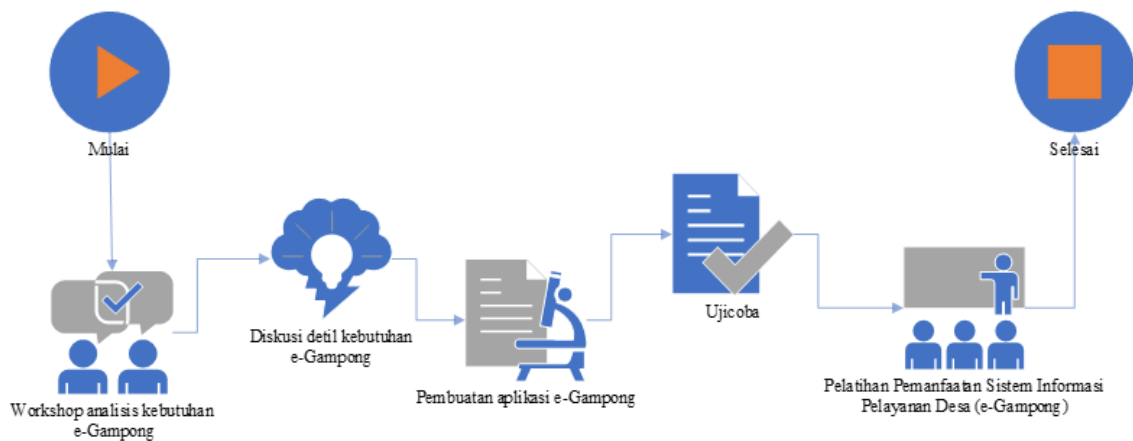 Mulai
Workshop analisis kebutuhan
e-Gampong
Diskusi detil kebutuhan
e-Gampong
Pembuatan aplikasi e-Gampong
Ujicoba
Pelatihan Pemanfaatan Sistem Informasi
Pelayanan Desa (e-Gampong)
Selesai